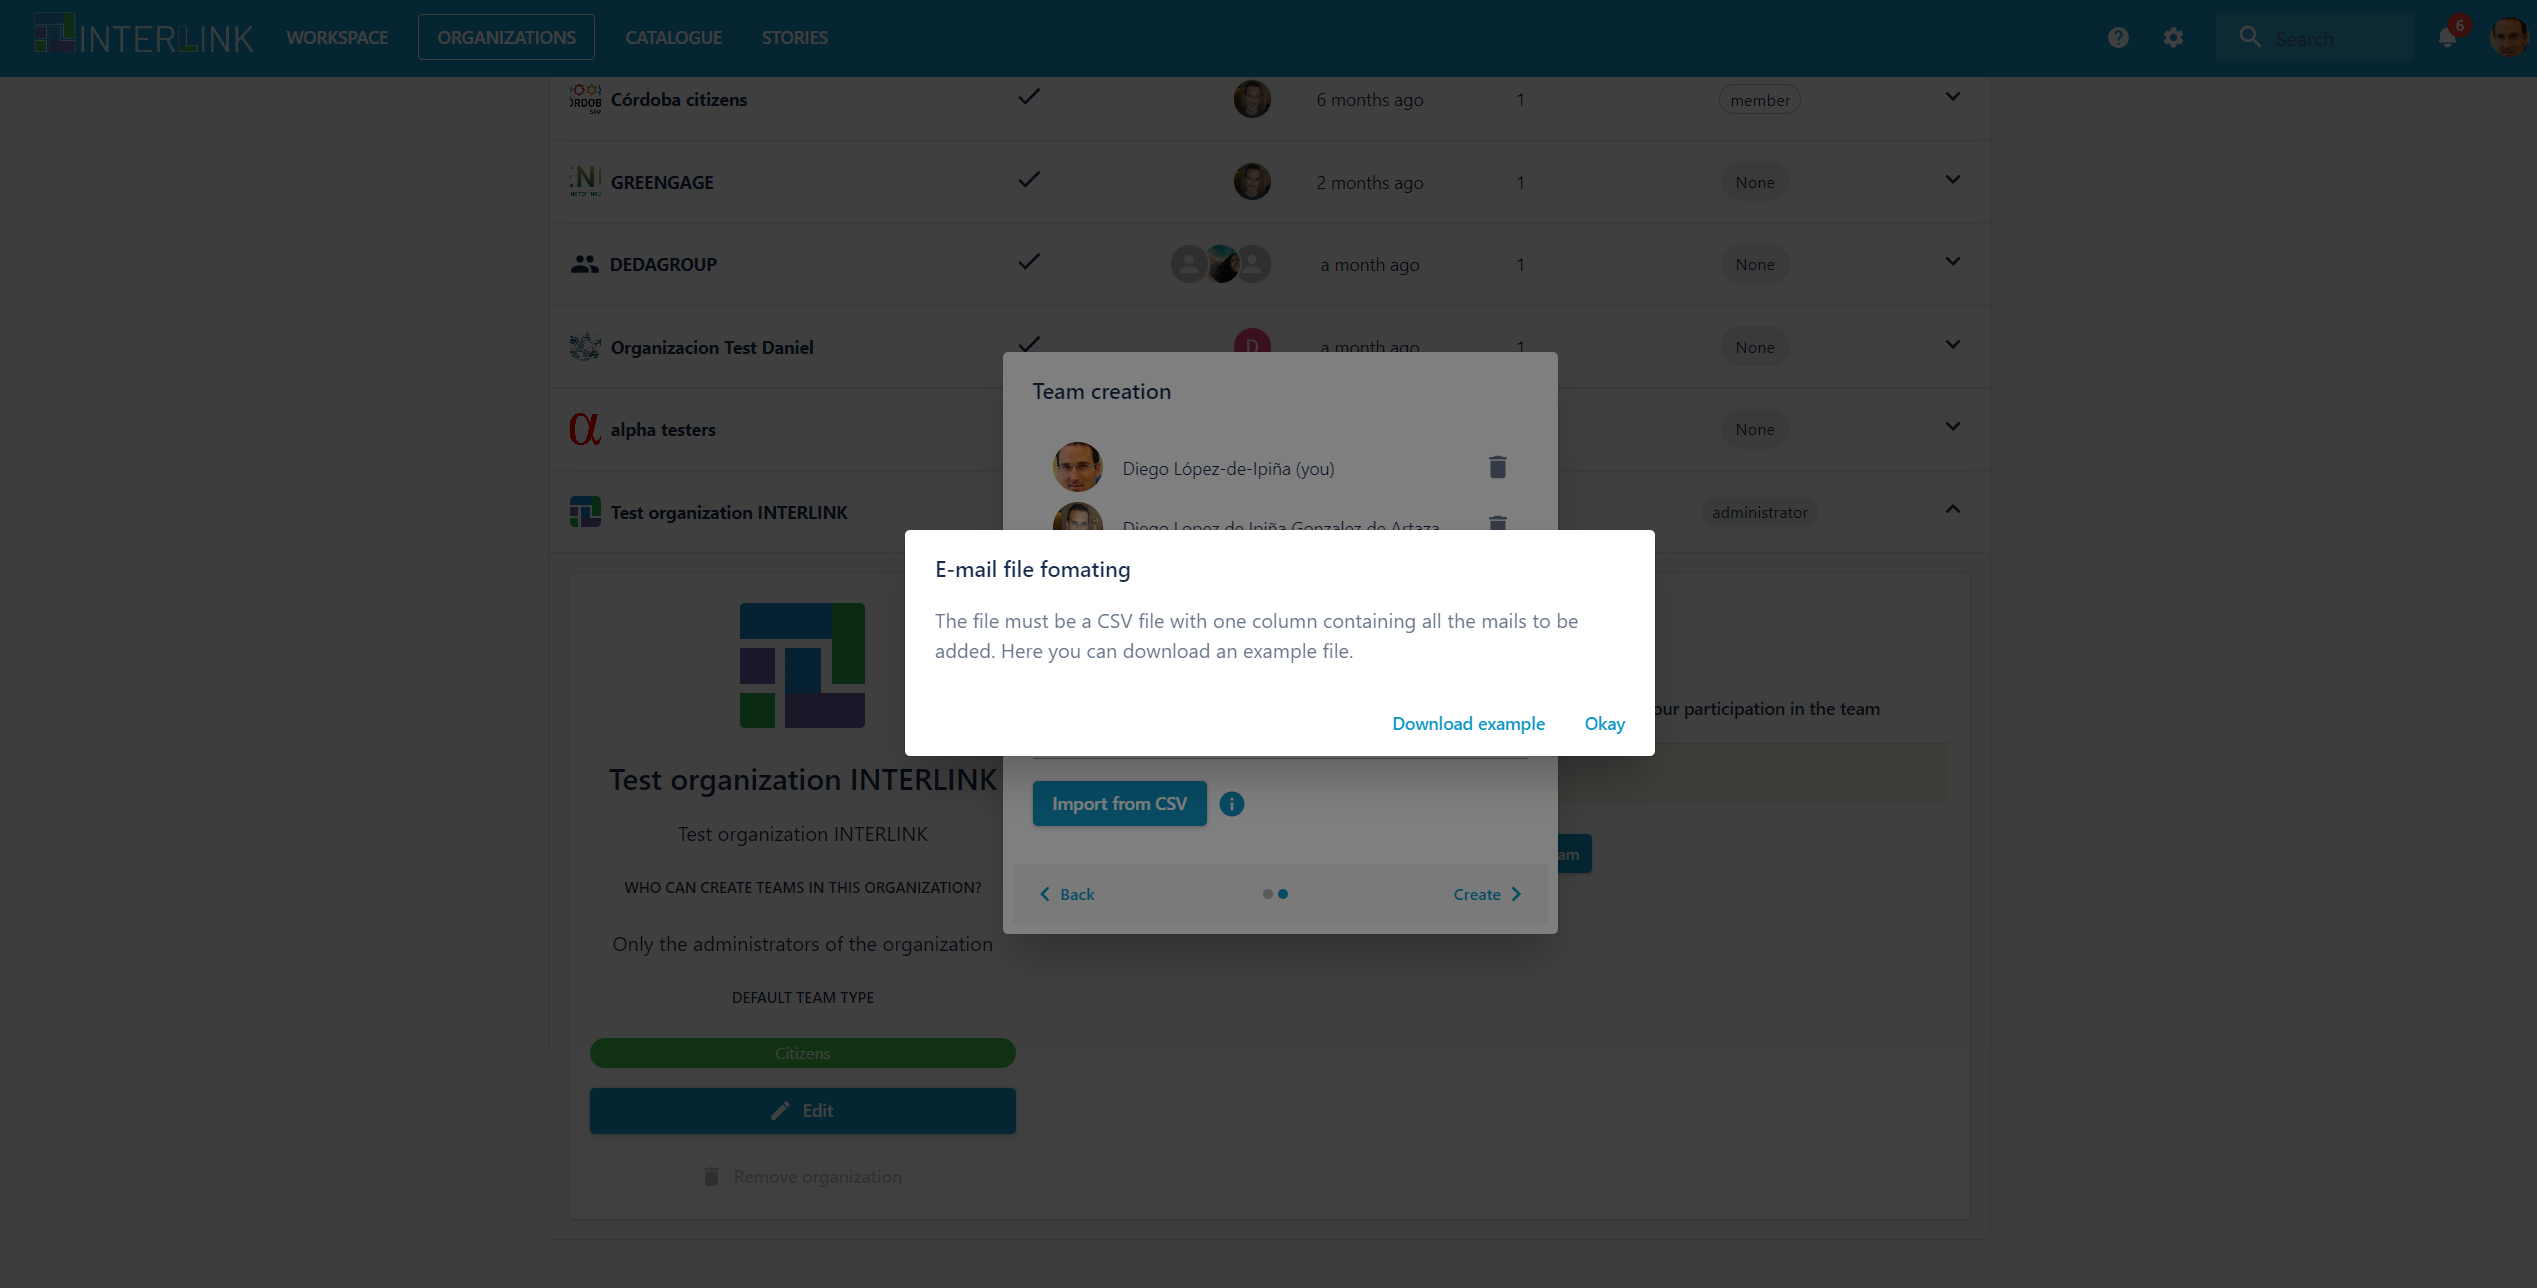 INTERLINK WORKSPACE ORGANIZATIONS CATALOGUE STORIES Search 6
Córdoba citizens 6 months ago 1 member
GREENGAGE 2 months ago 1 None
DEDAGROUP a month ago 1 None
Organizacion Test Daniel D a month ago 1 None
alpha testers None
Test organization INTERLINK administrator
Team creation
Diego López-de-Ipiña (you)
Diego Lopez de Ipiña Gonzalez de Artaza
E-mail file fomating
The file must be a CSV file with one column containing all the mails to be
added. Here you can download an example file.
Download example Okay
our participation in the team
Import from CSV
am
Back Create
Test organization INTERLINK
Test organization INTERLINK
WHO CAN CREATE TEAMS IN THIS ORGANIZATION?
Only the administrators of the organization
DEFAULT TEAM TYPE
Citizens
Edit
Remove organization